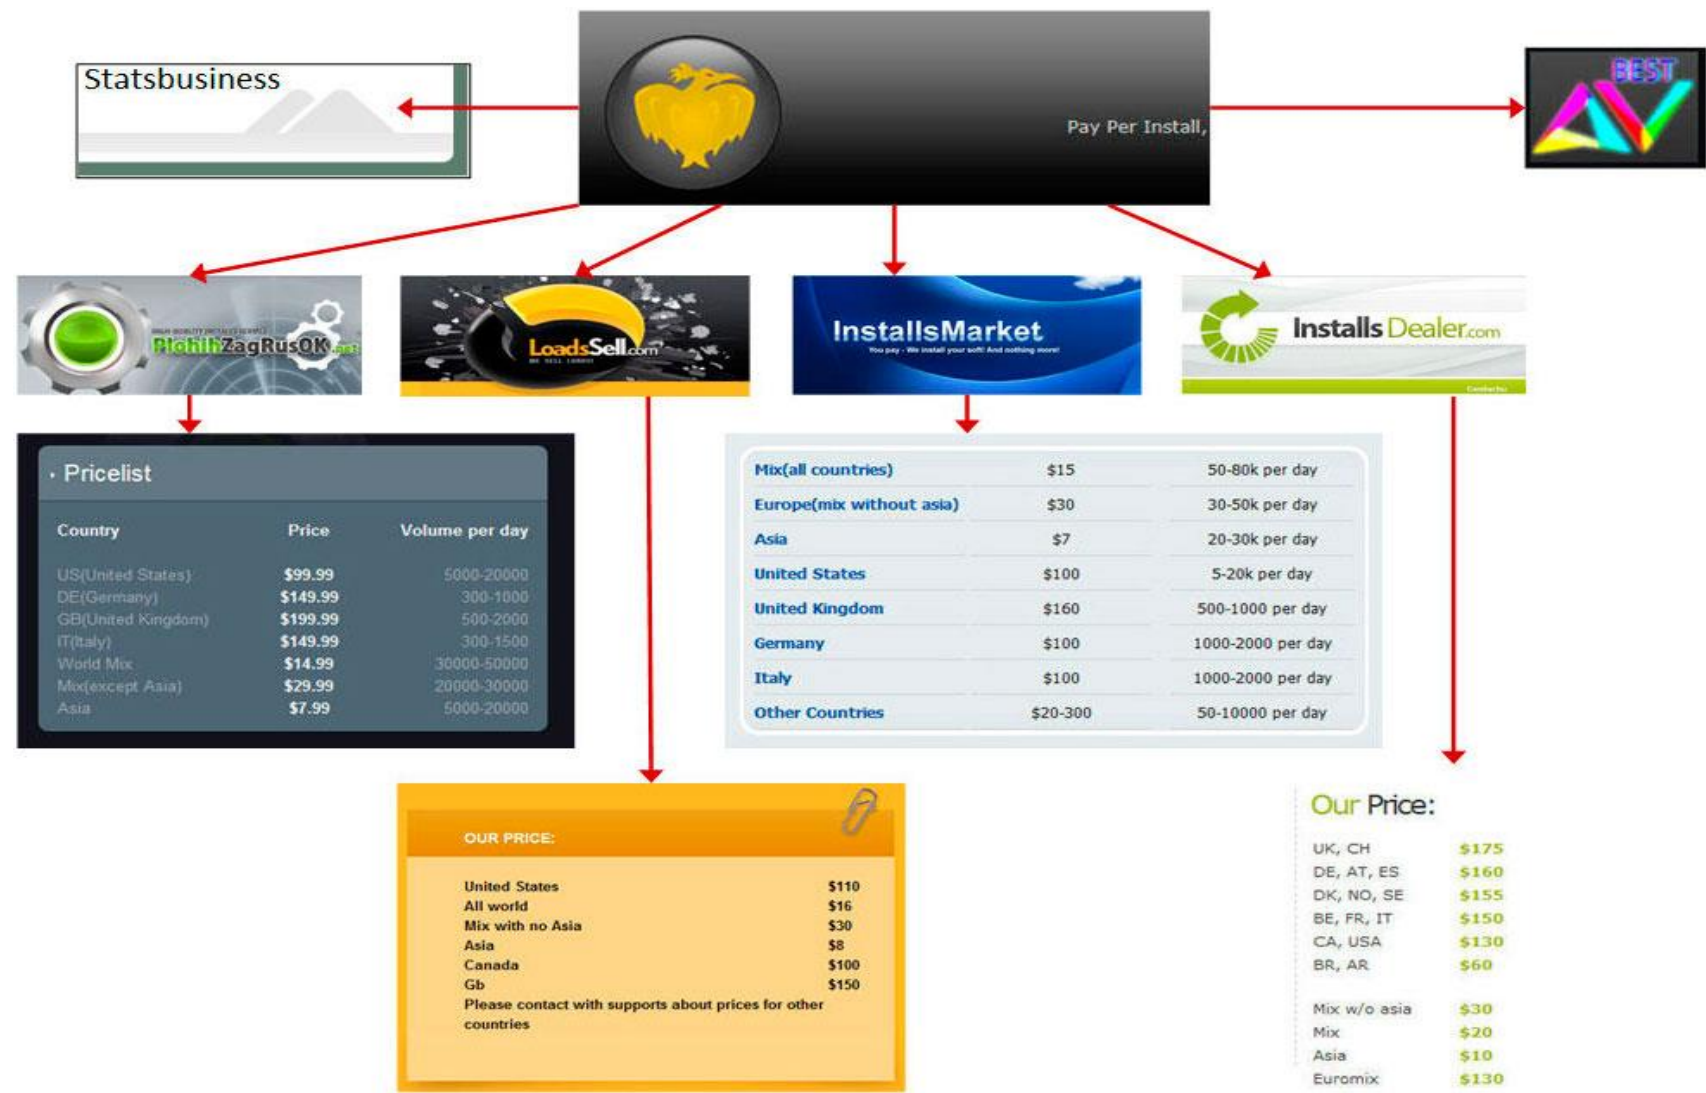 Statsbusiness
Pay Per Install,
BEST
AV
PlohihZagRusOK.net
LoadsSell.com
WE SELL LOADS!
InstallsMarket
You pay - We install your soft! And nothing more!
Installs Dealer.com
Contacts:
Pricelist
Country Price Volume per day
US(United States) $99.99 5000-20000
DE(Germany) $149.99 300-1000
GB(United Kingdom) $199.99 500-2000
IT(Italy) $149.99 300-1500
World Mix $14.99 30000-50000
Mix(except Asia) $29.99 20000-30000
Asia $7.99 5000-20000
Mix(all countries) $15 50-80k per day
Europe(mix without asia) $30 30-50k per day
Asia $7 20-30k per day
United States $100 5-20k per day
United Kingdom $160 500-1000 per day
Germany $100 1000-2000 per day
Italy $100 1000-2000 per day
Other Countries $20-300 50-10000 per day
OUR PRICE:
United States $110
All world $16
Mix with no Asia $30
Asia $8
Canada $100
Gb $150
Please contact with supports about prices for other
countries
Our Price:
UK, CH $175
DE, AT, ES $160
DK, NO, SE $155
BE, FR, IT $150
CA, USA $130
BR, AR $60
Mix w/o asia $30
Mix $20
Asia $10
Euromix $130